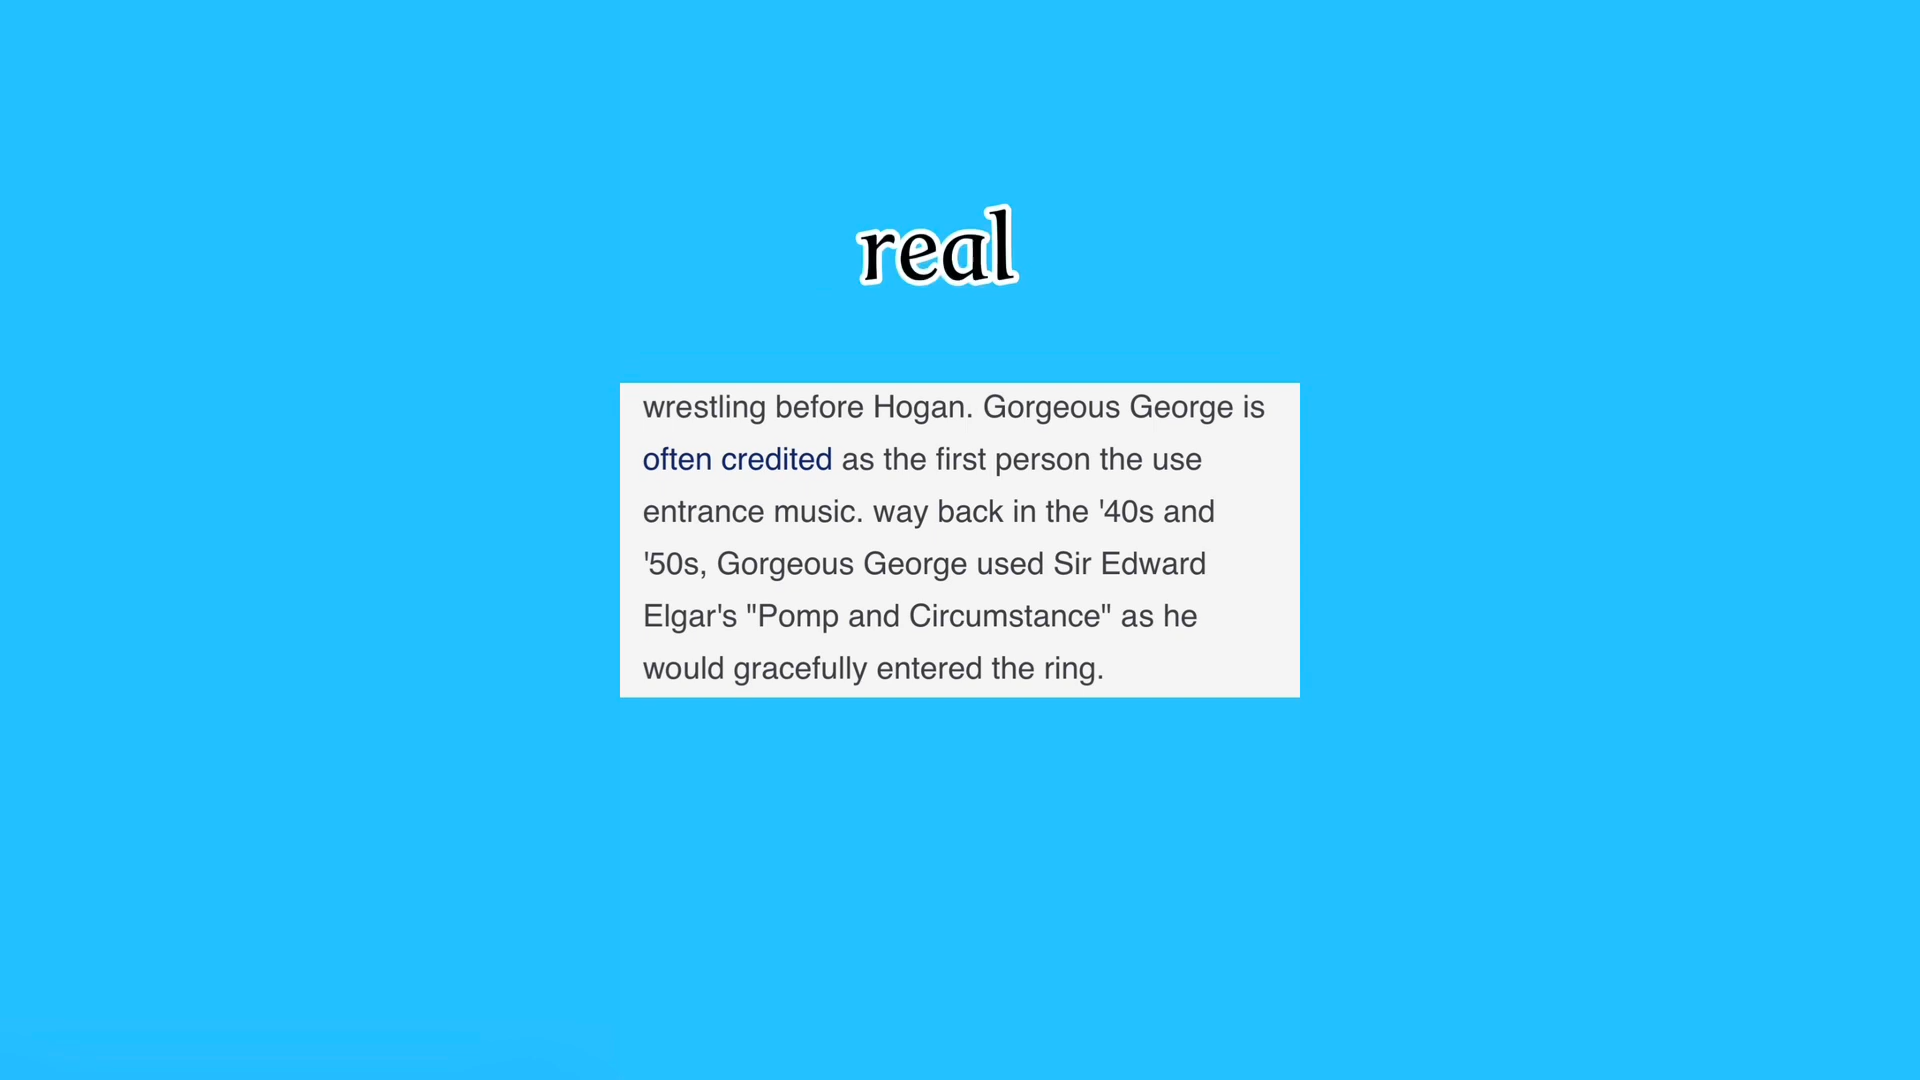 real
wrestling before Hogan. Gorgeous George is
often credited as the first person the use
entrance music. way back in the '40s and
'50s, Gorgeous George used Sir Edward
Elgar's "Pomp and Circumstance" as he
would gracefully entered the ring.